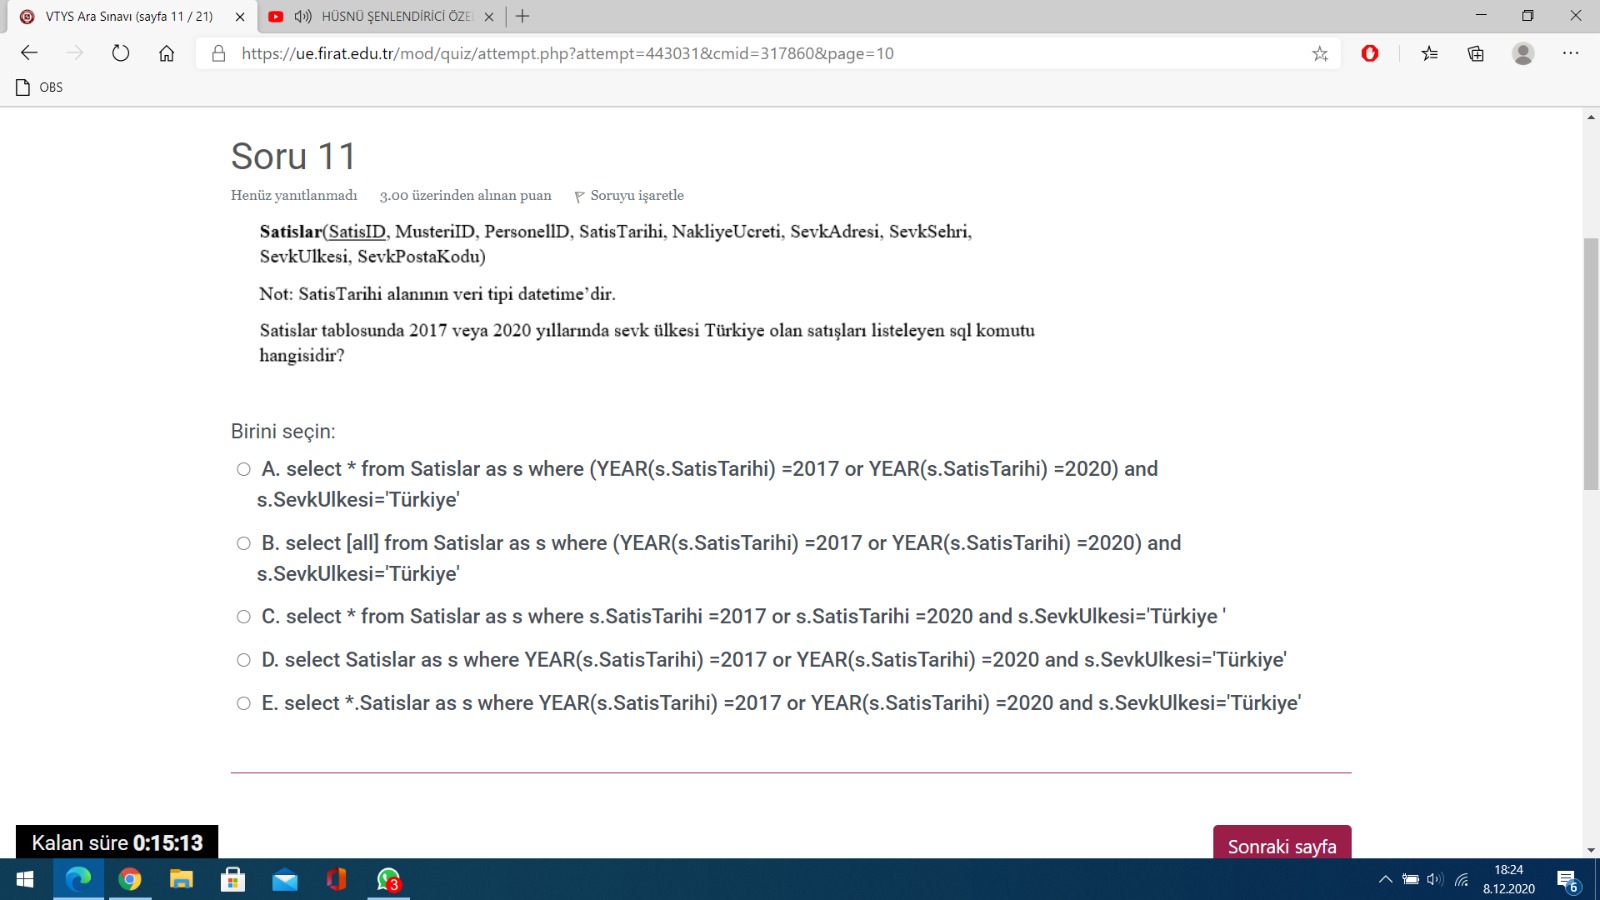 VTYS Ara Sınavı (sayfa 11 / 21)
HÜSNÜ ŞENLENDİRİCİ ÖZE
https://ue.firat.edu.tr/mod/quiz/attempt.php?attempt=443031&cmid=317860&page=10
OBS
Soru 11
Henüz yanıtlanmadı 3.00 üzerinden alınan puan Soruyu işaretle
Satislar(SatisID, MusteriID, PersonelID, SatisTarihi, NakliyeUcreti, SevkAdresi, SevkSehri,
SevkUlkesi, SevkPostaKodu)
Not: SatisTarihi alanının veri tipi datetime’dir.
Satislar tablosunda 2017 veya 2020 yıllarında sevk ülkesi Türkiye olan satışları listeleyen sql komutu
hangisidir?
Birini seçin:
A. select * from Satislar as s where (YEAR(s.SatisTarihi) =2017 or YEAR(s.SatisTarihi) =2020) and
s.SevkUlkesi='Türkiye'
B. select [all] from Satislar as s where (YEAR(s.SatisTarihi) =2017 or YEAR(s.SatisTarihi) =2020) and
s.SevkUlkesi='Türkiye'
C. select * from Satislar as s where s.SatisTarihi =2017 or s.SatisTarihi =2020 and s.SevkUlkesi='Türkiye '
D. select Satislar as s where YEAR(s.SatisTarihi) =2017 or YEAR(s.SatisTarihi) =2020 and s.SevkUlkesi='Türkiye'
E. select *.Satislar as s where YEAR(s.SatisTarihi) =2017 or YEAR(s.SatisTarihi) =2020 and s.SevkUlkesi='Türkiye'
Kalan süre 0:15:13
Sonraki sayfa
3
18:24
8.12.2020
6